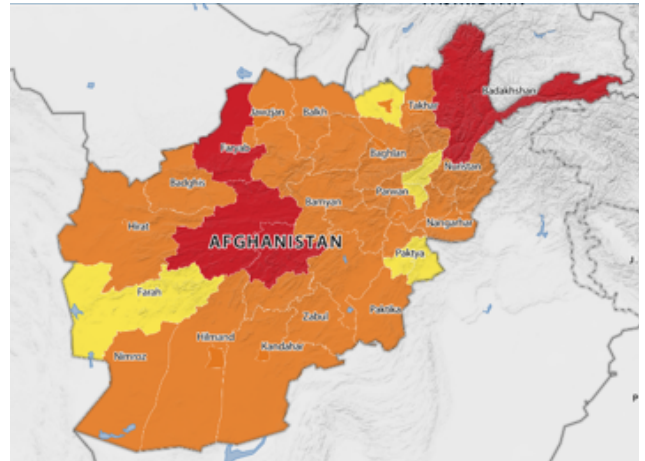 Badakhshan
Jawzjan
Balkh
Takhar
Faryab
Baghlan
Nuristan
Badghis
Parwan
Bamyan
Hirat
Nangarhar
AFGHANISTAN
Paktya
Farah
Zabul
Paktika
Hilmand
Kandahar
Nimroz